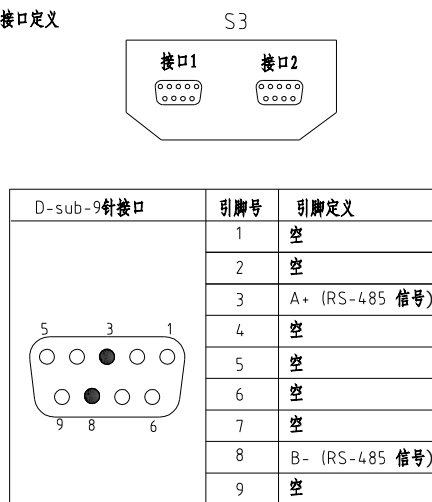 接口定义
S3
接口1 接口2
D-sub-9针接口 引脚号 引脚定义
1 空
2 空
3 A+ (RS-485 信号)
4 空
5 空
6 空
7 空
8 B- (RS-485 信号)
9 空
5 3 1
9 8 6